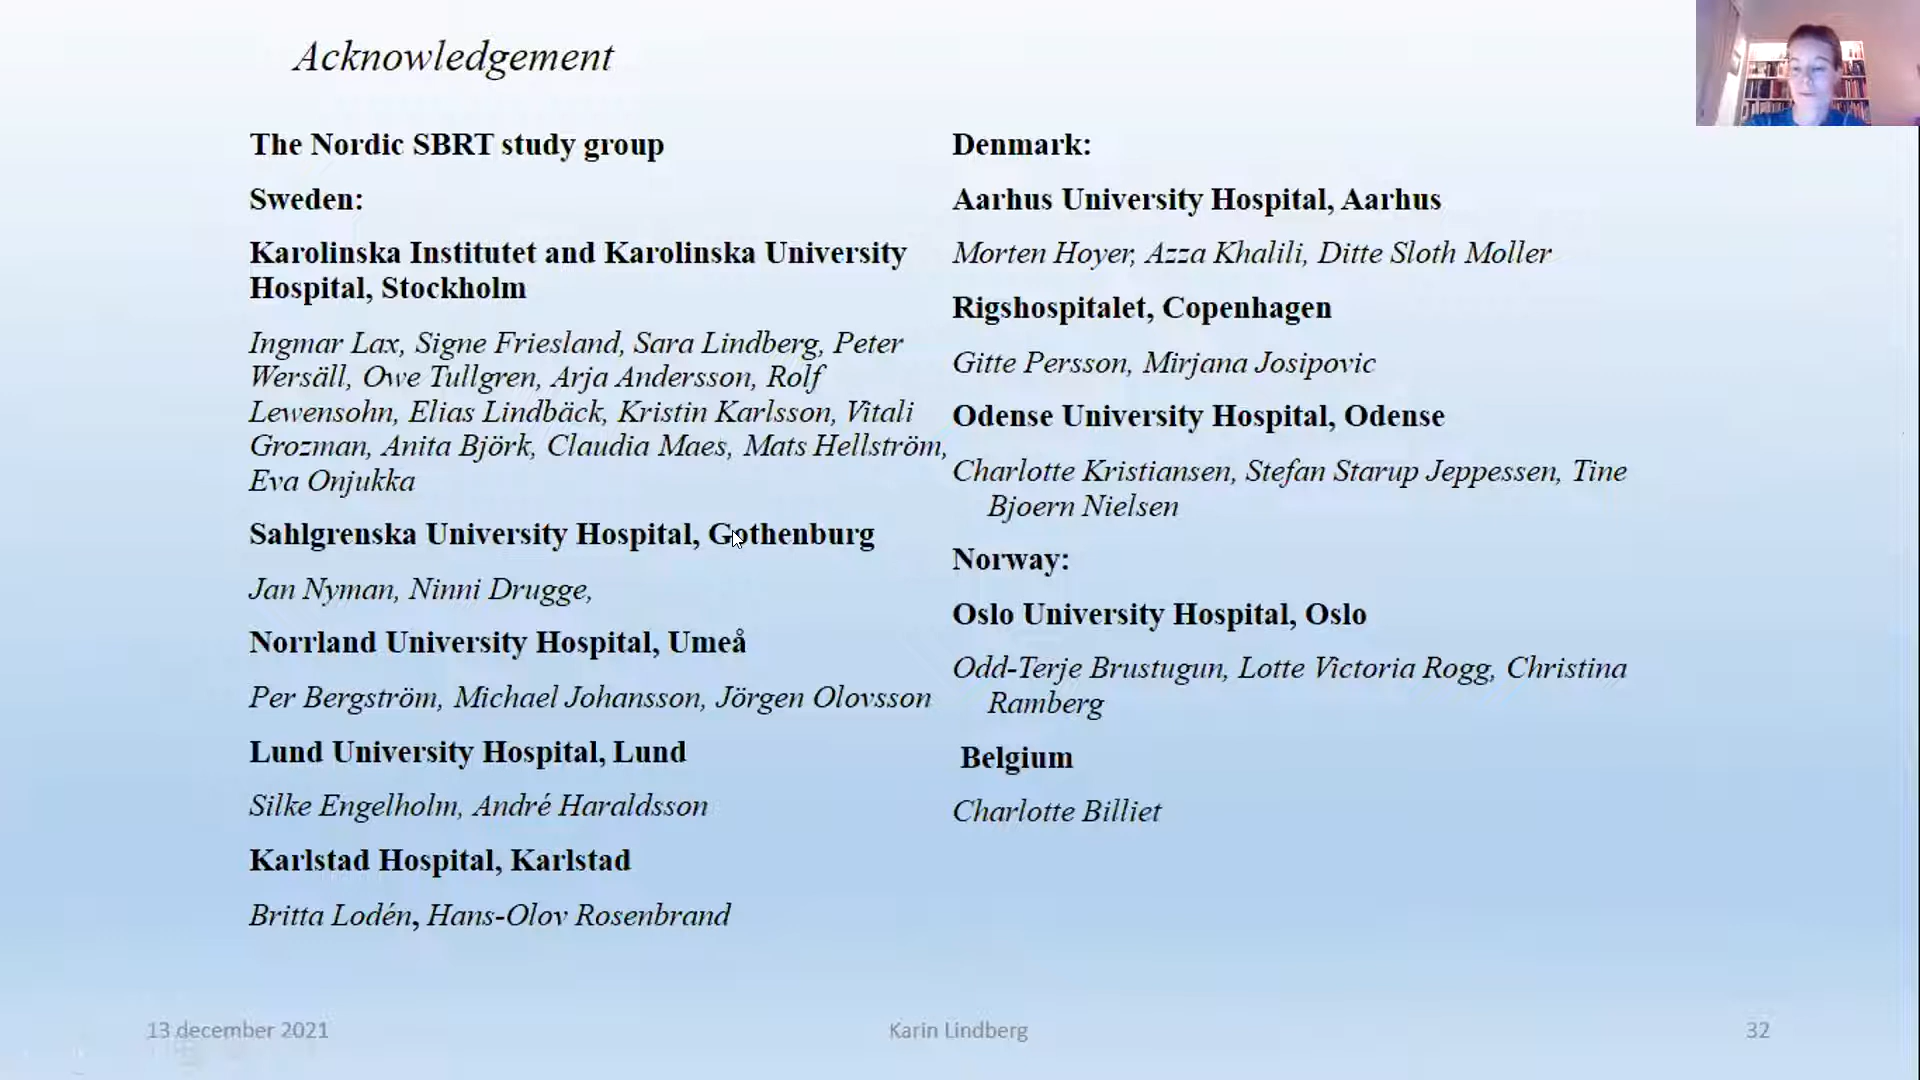 Acknowledgement
The Nordic SBRT study group
Sweden:
Karolinska Institutet and Karolinska University
Hospital, Stockholm
Ingmar Lax, Signe Friesland, Sara Lindberg, Peter
Wersäll, Owe Tullgren, Arja Andersson, Rolf
Lewensohn, Elias Lindbäck, Kristin Karlsson, Vitali
Grozman, Anita Björk, Claudia Maes, Mats Hellström,
Eva Onjukka
Sahlgrenska University Hospital, Gothenburg
Jan Nyman, Ninni Drugge,
Norrland University Hospital, Umeå
Per Bergström, Michael Johansson, Jörgen Olovsson
Lund University Hospital, Lund
Silke Engelholm, André Haraldsson
Karlstad Hospital, Karlstad
Britta Lodén, Hans-Olov Rosenbrand
Denmark:
Aarhus University Hospital, Aarhus
Morten Hoyer, Azza Khalili, Ditte Sloth Moller
Rigshospitalet, Copenhagen
Gitte Persson, Mirjana Josipovic
Odense University Hospital, Odense
Charlotte Kristiansen, Stefan Starup Jeppessen, Tine
Bjoern Nielsen
Norway:
Oslo University Hospital, Oslo
Odd-Terje Brustugun, Lotte Victoria Rogg, Christina
Ramberg
Belgium
Charlotte Billiet
13 december 2021
Karin Lindberg
32